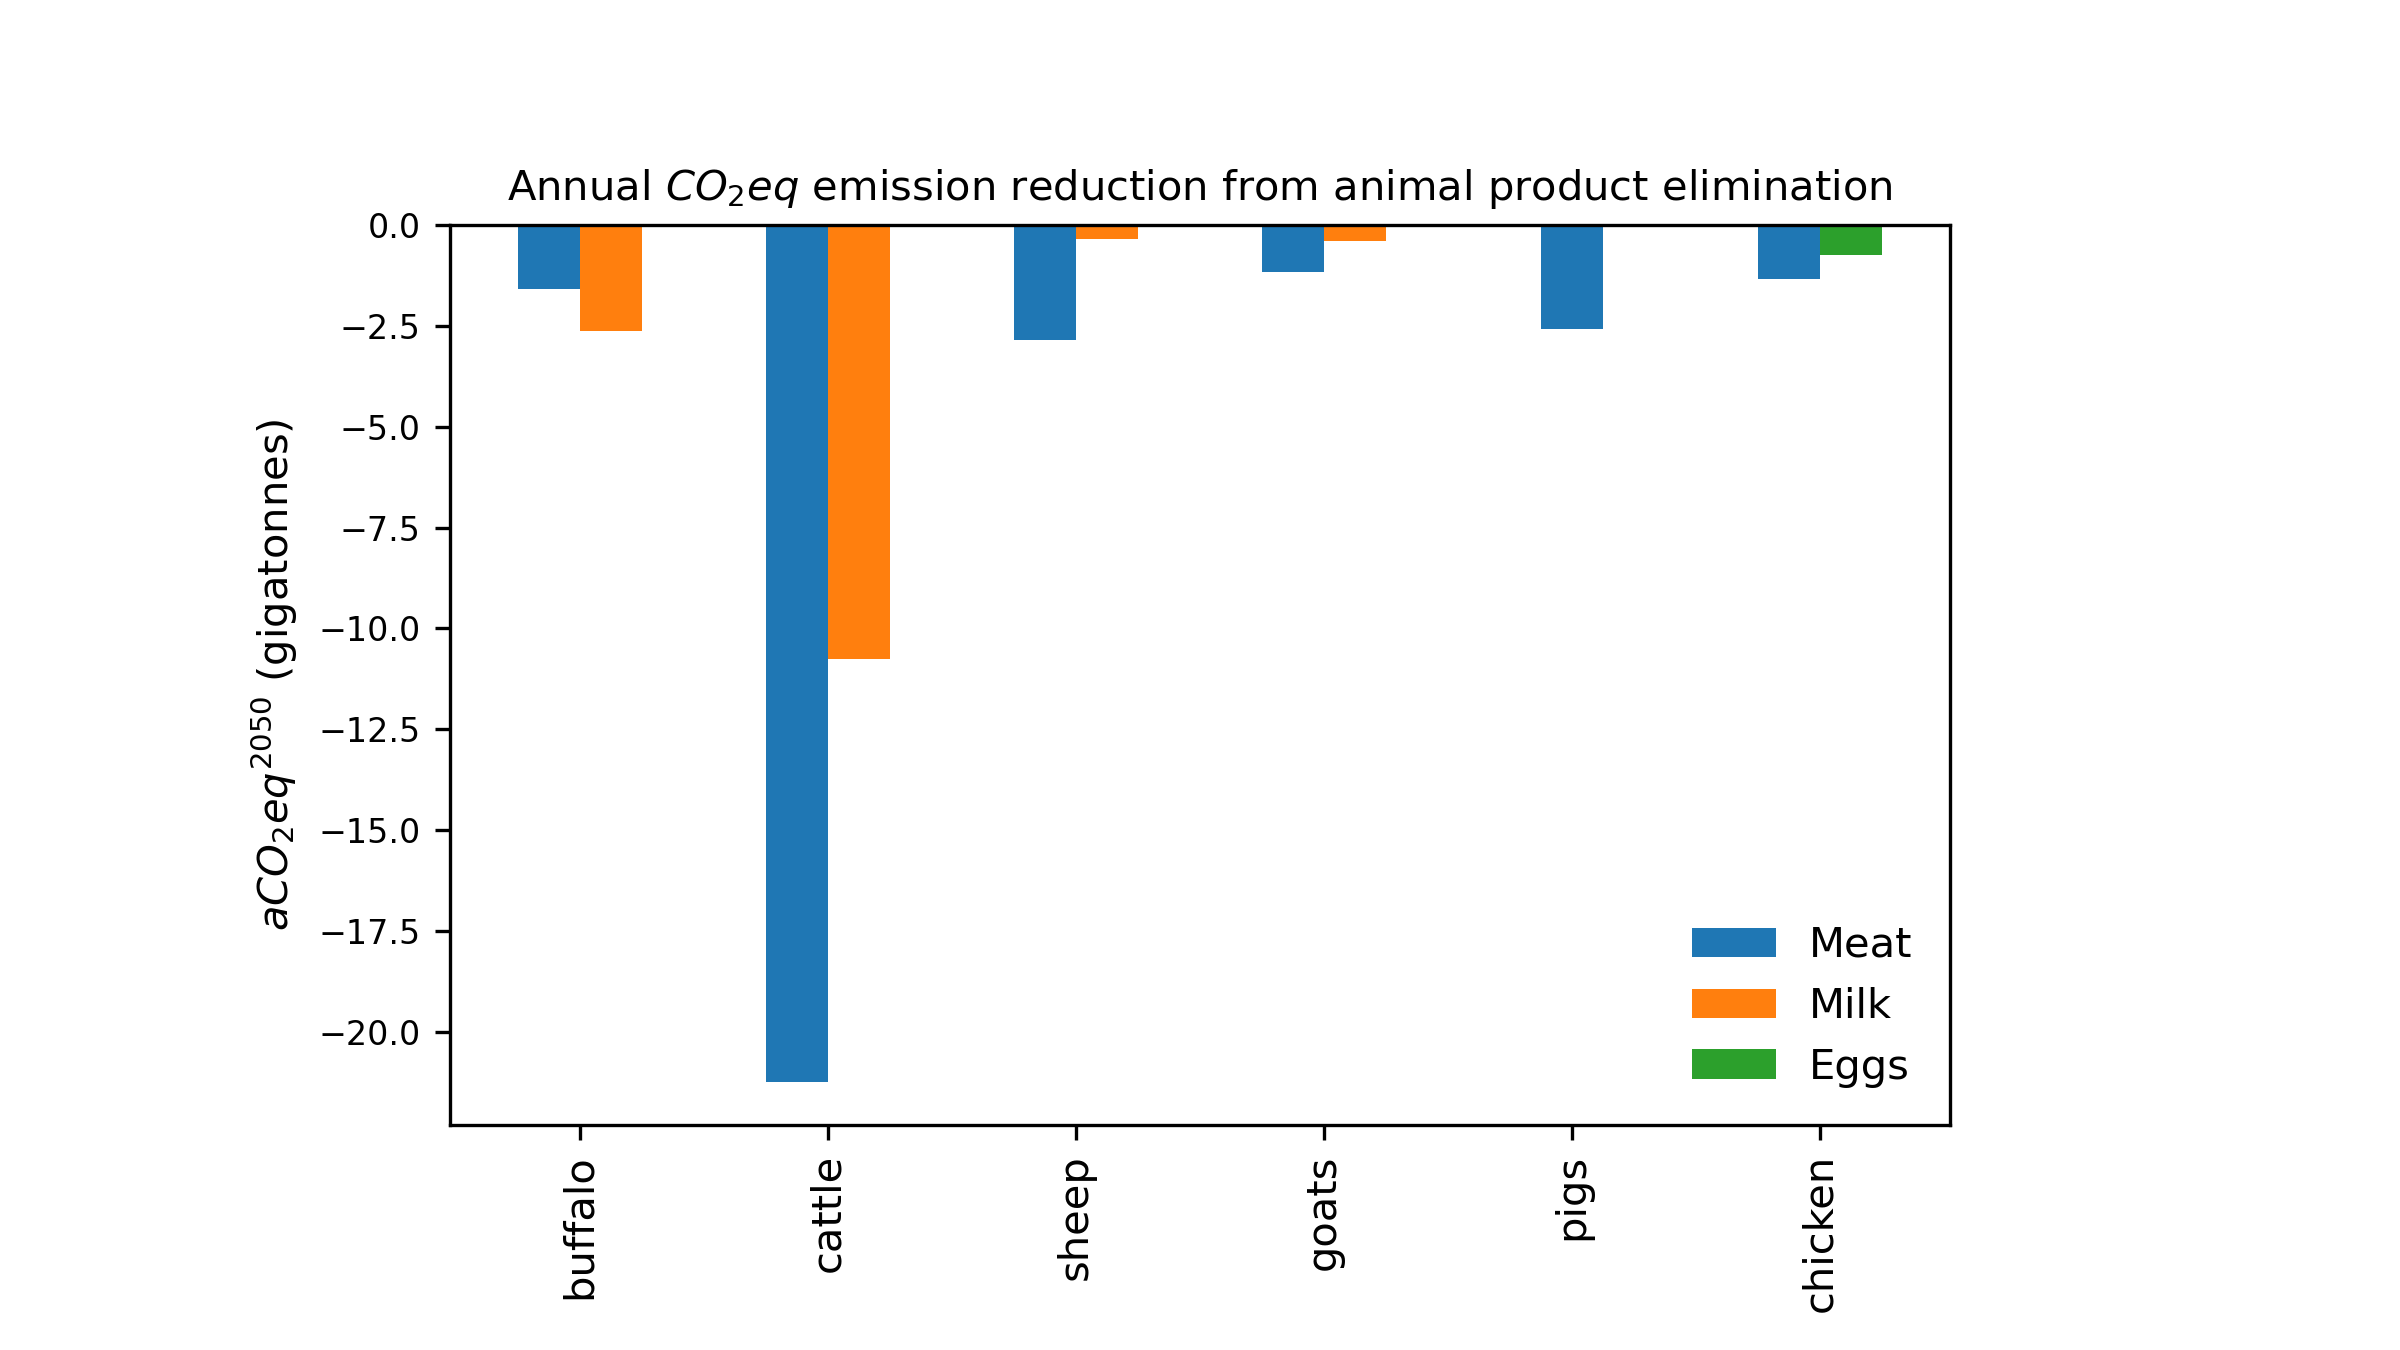 Annual CO₂eq emission reduction from animal product elimination
aCO₂eq²⁰⁵⁰ (gigatonnes)
0.0
−2.5
−5.0
−7.5
−10.0
−12.5
−15.0
−17.5
−20.0
Meat
Milk
Eggs
buffalo
cattle
sheep
goats
pigs
chicken